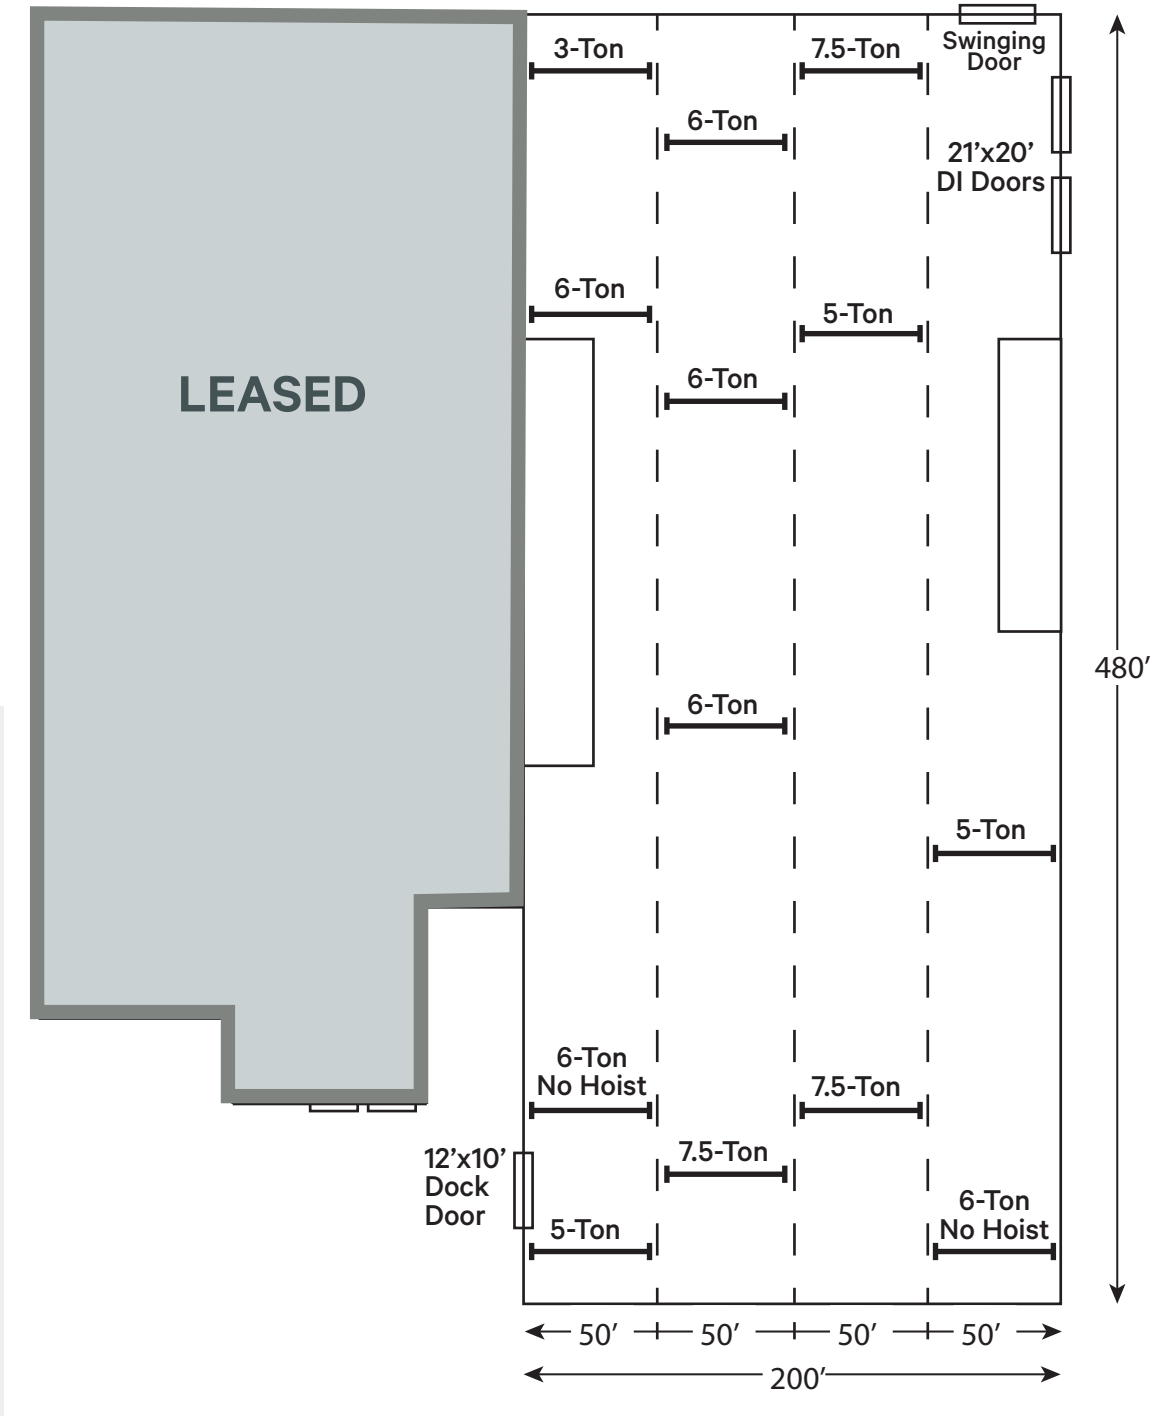 3-Ton
7.5-Ton
Swinging
Door
6-Ton
21’x20’
DI Doors
6-Ton
5-Ton
6-Ton
LEASED
480’
6-Ton
5-Ton
6-Ton
No Hoist
7.5-Ton
7.5-Ton
12’x10’
Dock
Door
5-Ton
6-Ton
No Hoist
50’
50’
50’
50’
200’